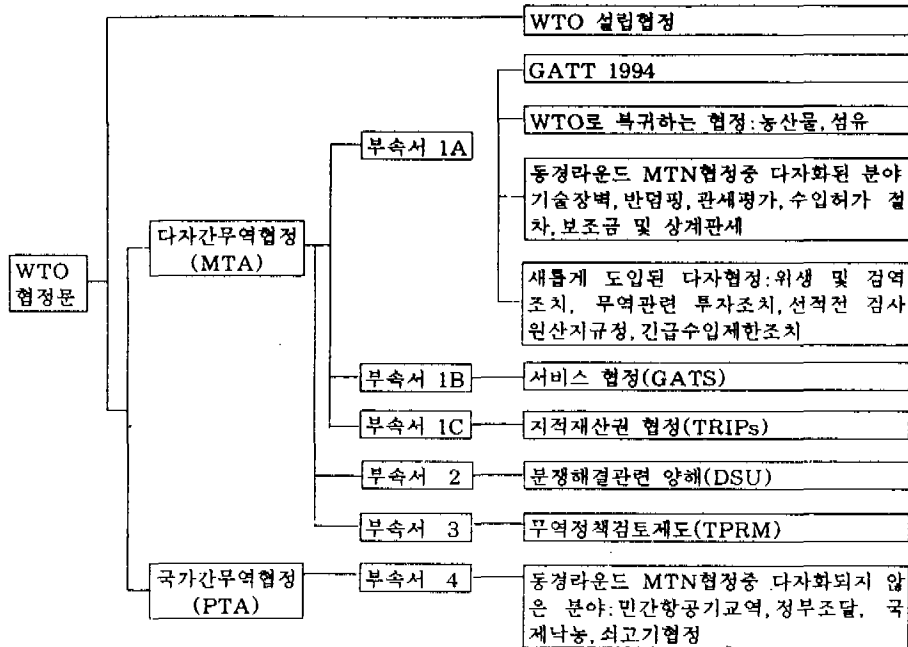 WTO 설립협정
GATT 1994
WTO로 복귀하는 협정:농산물,섬유
부속서 1A
동경라운드 MTN협정중 다자화된 분야
기술장벽,반덤핑,관세평가,수입허가 절
차,보조금 및 상계관세
다자간무역협정
(MTA)
WTO
협정문
새롭게 도입된 다자협정:위생 및 검역
조치, 무역관련 투자조치,선적전 검사
원산지규정,긴급수입제한조치
부속서 1B
서비스 협정(GATS)
부속서 1C
지적재산권 협정(TRIPs)
부속서 2
분쟁해결관련 양해(DSU)
부속서 3
무역정책검토제도(TPRM)
국가간무역협정
(PTA)
부속서 4
동경라운드 MTN협정중 다자화되지 않
은 분야:민간항공기교역,정부조달, 국
제낙농,쇠고기협정